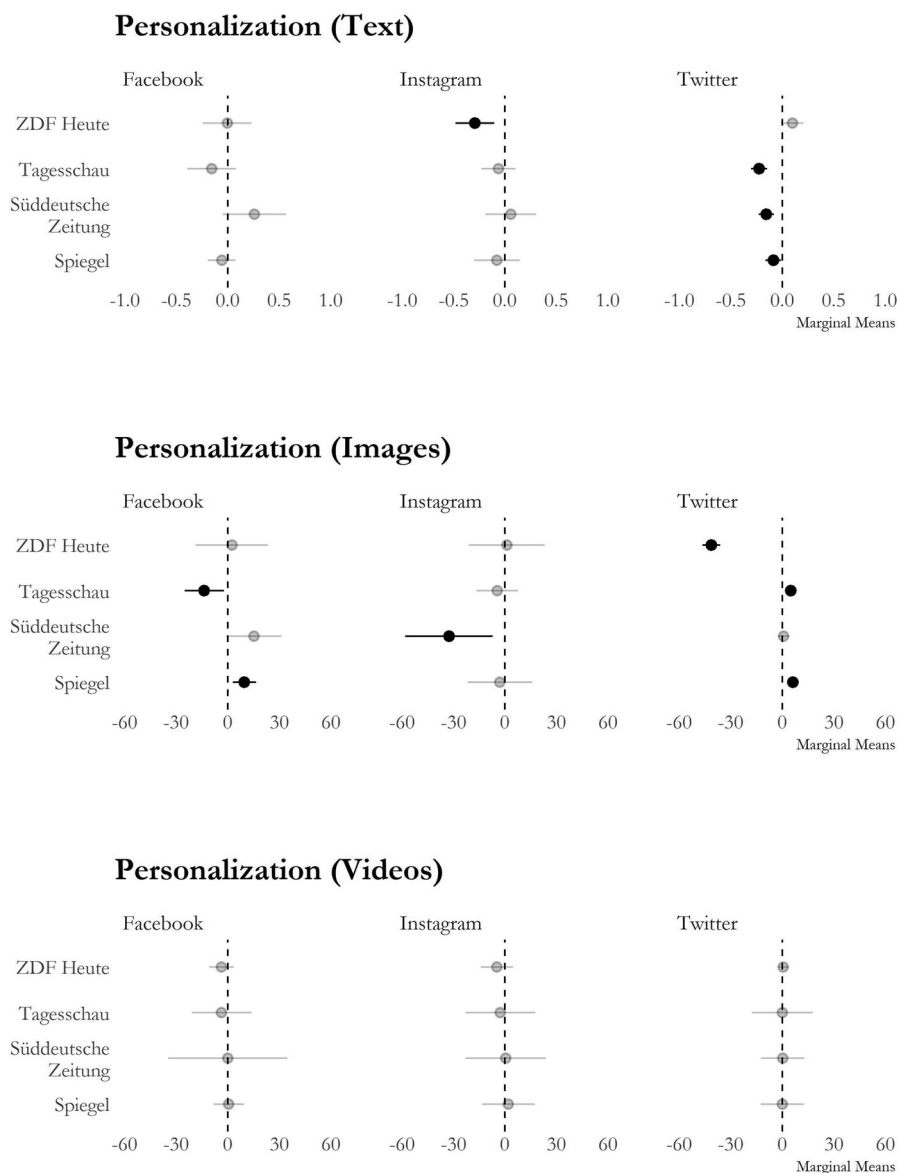 Personalization (Text)
Facebook Instagram Twitter
ZDF Heute
Tagesschau
Süddeutsche
Zeitung
Spiegel
-1.0 -0.5 0.0 0.5 1.0 -1.0 -0.5 0.0 0.5 1.0 -1.0 -0.5 0.0 0.5 1.0
Marginal Means
Personalization (Images)
Facebook Instagram Twitter
ZDF Heute
Tagesschau
Süddeutsche
Zeitung
Spiegel
-60 -30 0 30 60 -60 -30 0 30 60 -60 -30 0 30 60
Marginal Means
Personalization (Videos)
Facebook Instagram Twitter
ZDF Heute
Tagesschau
Süddeutsche
Zeitung
Spiegel
-60 -30 0 30 60 -60 -30 0 30 60 -60 -30 0 30 60
Marginal Means